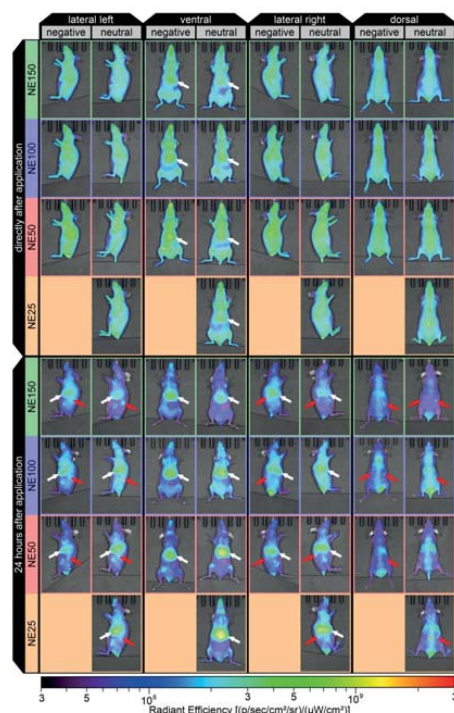 lateral left ventral lateral right dorsal
negative neutral negative neutral negative neutral negative neutral
directly after application
NE150
NE100
NE50
NE25
24 hours after application
NE150
NE100
NE50
NE25
3 5 10⁸ 3 5 10⁹ 3
Radiant Efficiency [(p/sec/cm²/sr)/(uW/cm²)]